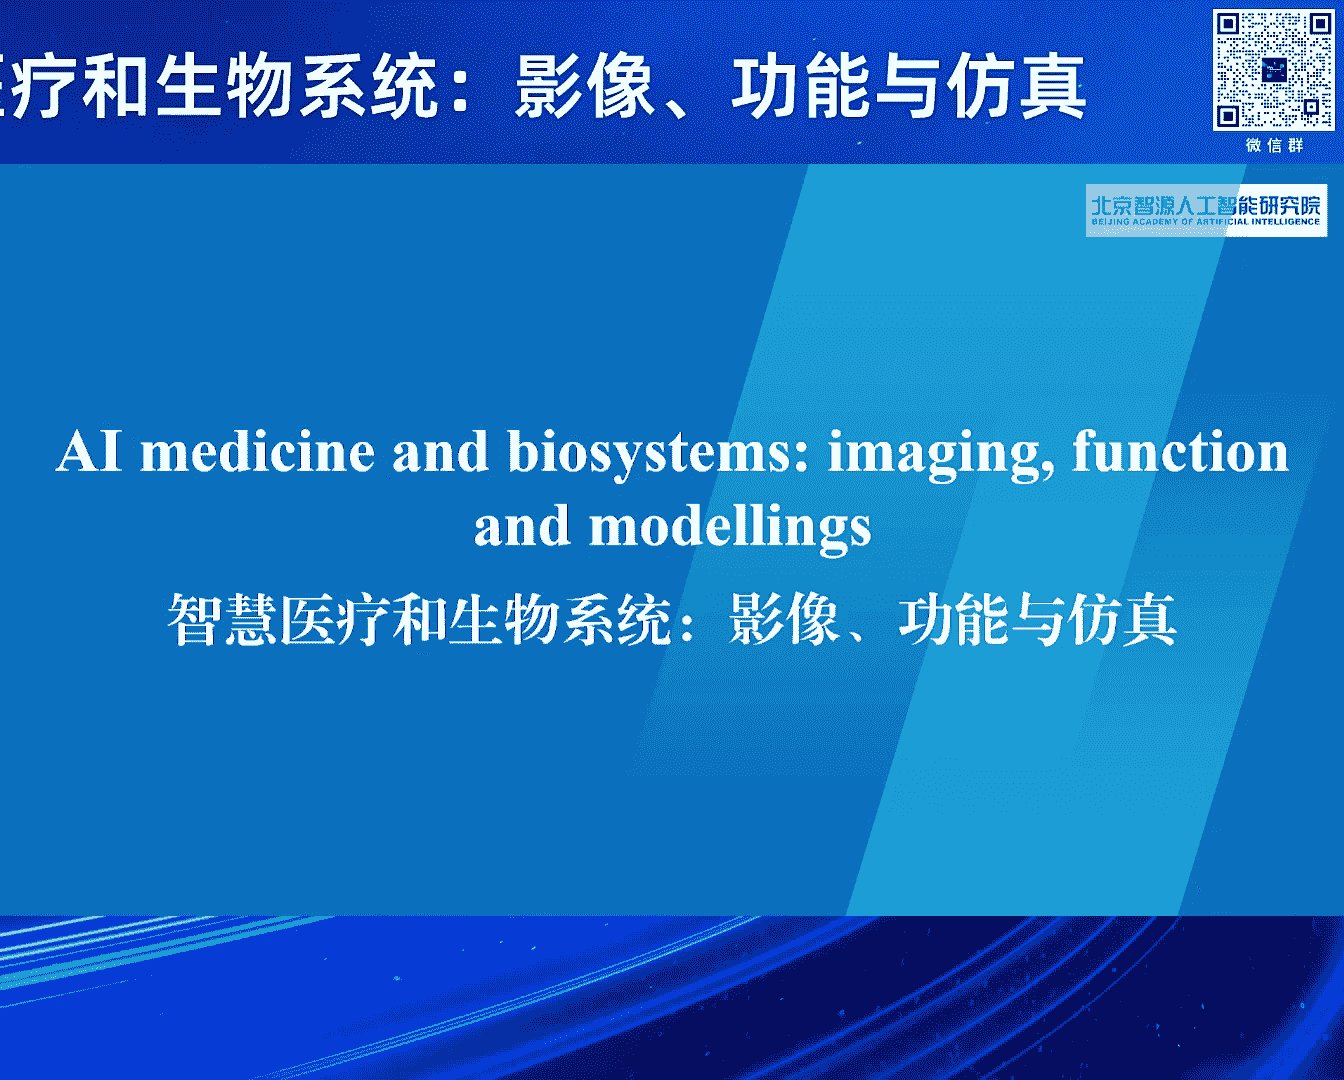 疗和生物系统：影像、功能与仿真
微信群
北京智源人工智能研究院
BEIJING ACADEMY OF ARTIFICIAL INTELLIGENCE
AI medicine and biosystems: imaging, function
and modellings
智慧医疗和生物系统：影像、功能与仿真